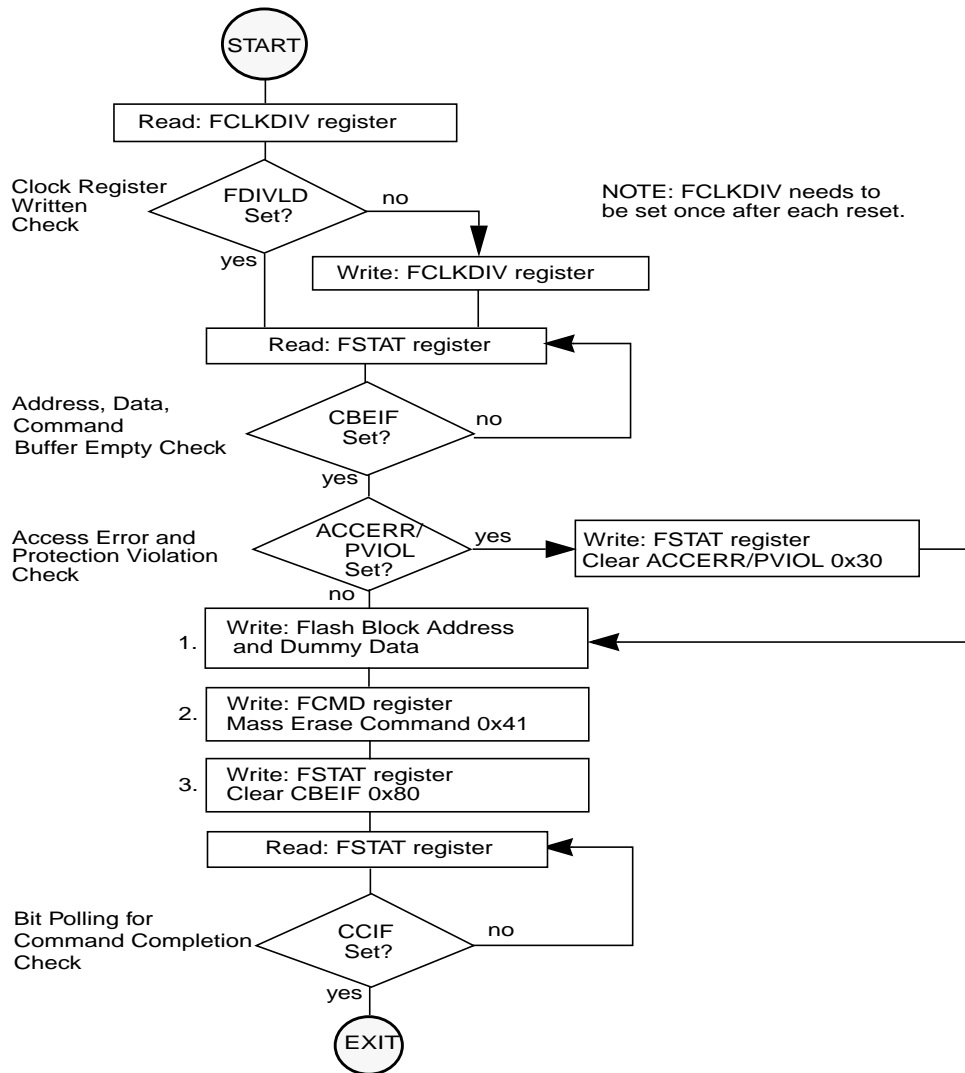 START
Read: FCLKDIV register
Clock Register
Written
Check
FDIVLD
Set?
no
yes
NOTE: FCLKDIV needs to
be set once after each reset.
Write: FCLKDIV register
Read: FSTAT register
Address, Data,
Command
Buffer Empty Check
CBEIF
Set?
no
yes
Access Error and
Protection Violation
Check
ACCERR/
PVIOL
Set?
yes
no
Write: FSTAT register
Clear ACCERR/PVIOL 0x30
1.
Write: Flash Block Address
and Dummy Data
2.
Write: FCMD register
Mass Erase Command 0x41
3.
Write: FSTAT register
Clear CBEIF 0x80
Read: FSTAT register
Bit Polling for
Command Completion
Check
CCIF
Set?
no
yes
EXIT